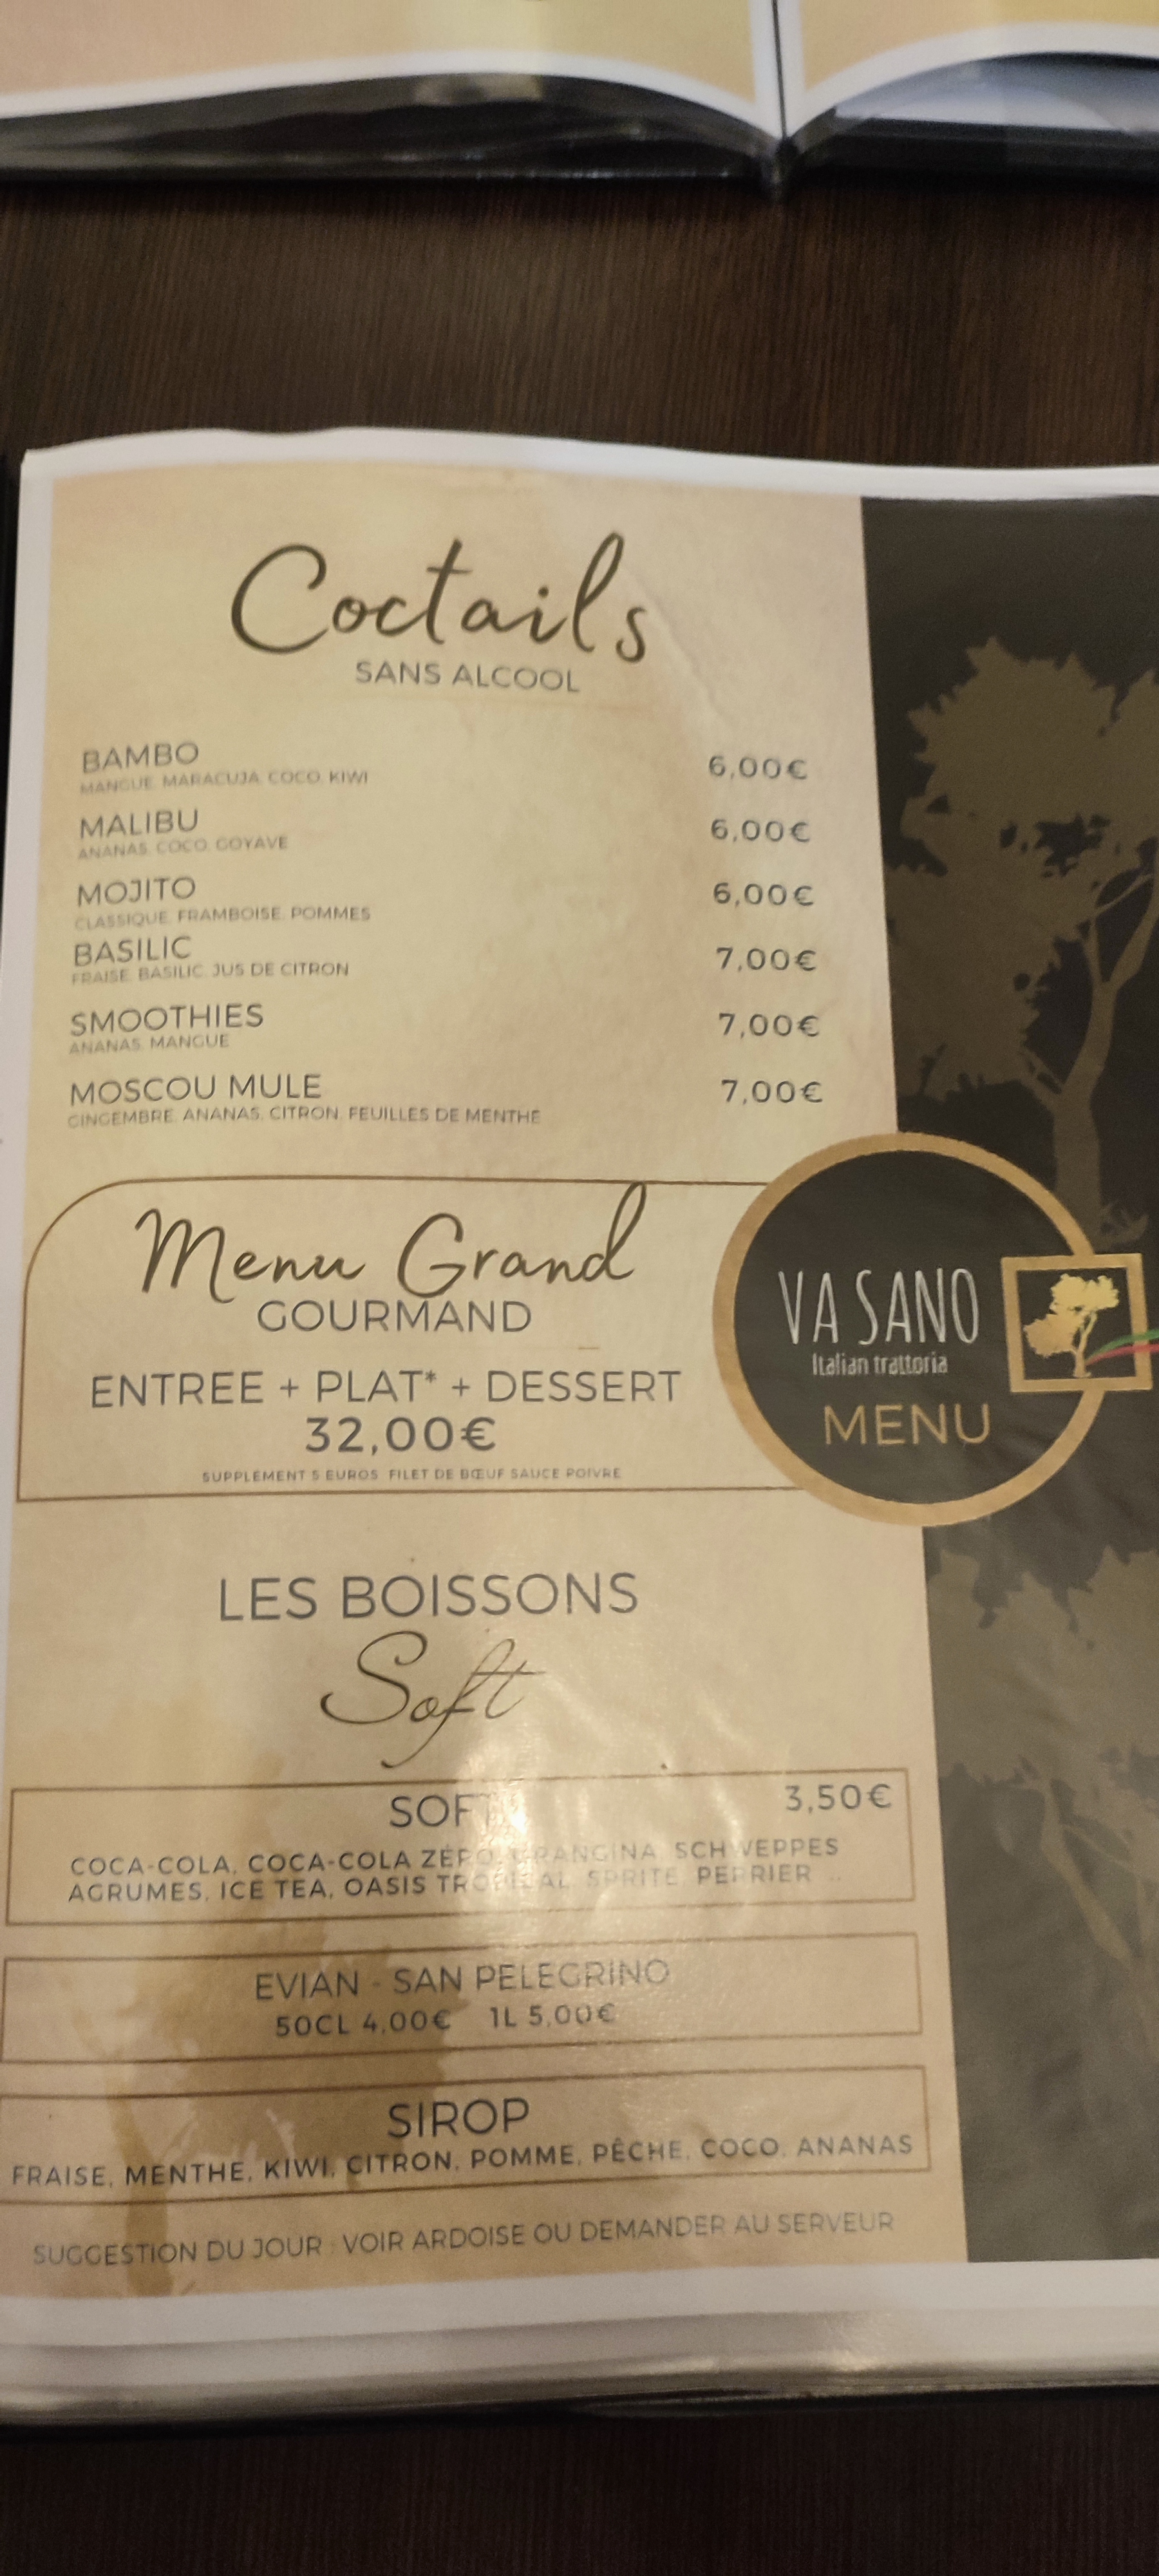 Coctails
SANS ALCOOL
BAMBO 6,00€
MANGUE, MARACUJA, COCO, KIWI
MALIBU 6,00€
ANANAS, COCO, GOYAVE
MOJITO 6,00€
CLASSIQUE, FRAMBOISE, POMMES
BASILIC 7,00€
FRAISE, BASILIC, JUS DE CITRON
SMOOTHIES 7,00€
ANANAS, MANGUE
MOSCOU MULE 7,00€
GINGEMBRE, ANANAS, CITRON, FEUILLES DE MENTHE
Menu Grand
GOURMAND
ENTREE + PLAT* + DESSERT
32,00€
SUPPLEMENT 5 EUROS FILET DE BŒUF SAUCE POIVRE
VA SANO
Italian trattoria
MENU
LES BOISSONS
Soft
3,50€
COCA-COLA, COCA-COLA ZÉRO, ORANGINA, SCHWEPPES
AGRUMES, ICE TEA, OASIS TROPICAL, SPRITE, PERRIER ...
EVIAN - SAN PELEGRINO
50CL 4,00€ 1L 5,00€
SIROP
FRAISE, MENTHE, KIWI, CITRON, POMME, PÊCHE, COCO, ANANAS
SUGGESTION DU JOUR : VOIR ARDOISE OU DEMANDER AU SERVEUR